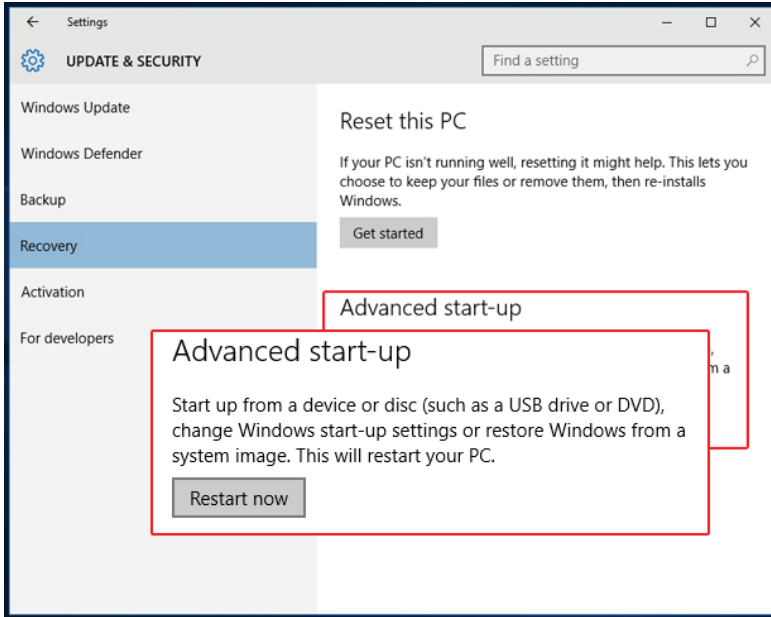 Settings
UPDATE & SECURITY
Find a setting
Windows Update
Windows Defender
Backup
Recovery
Activation
For developers
Reset this PC
If your PC isn't running well, resetting it might help. This lets you
choose to keep your files or remove them, then re-installs
Windows.
Get started
Advanced start-up
Advanced start-up
Start up from a device or disc (such as a USB drive or DVD),
change Windows start-up settings or restore Windows from a
system image. This will restart your PC.
Restart now